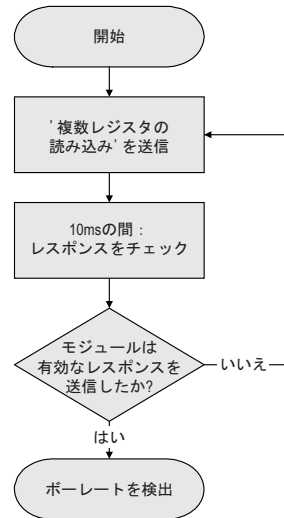 開始
'複数レジスタの
読み込み'を送信
10msの間：
レスポンスをチェック
モジュールは
有効なレスポンスを
送信したか?
いいえ
はい
ボーレートを検出